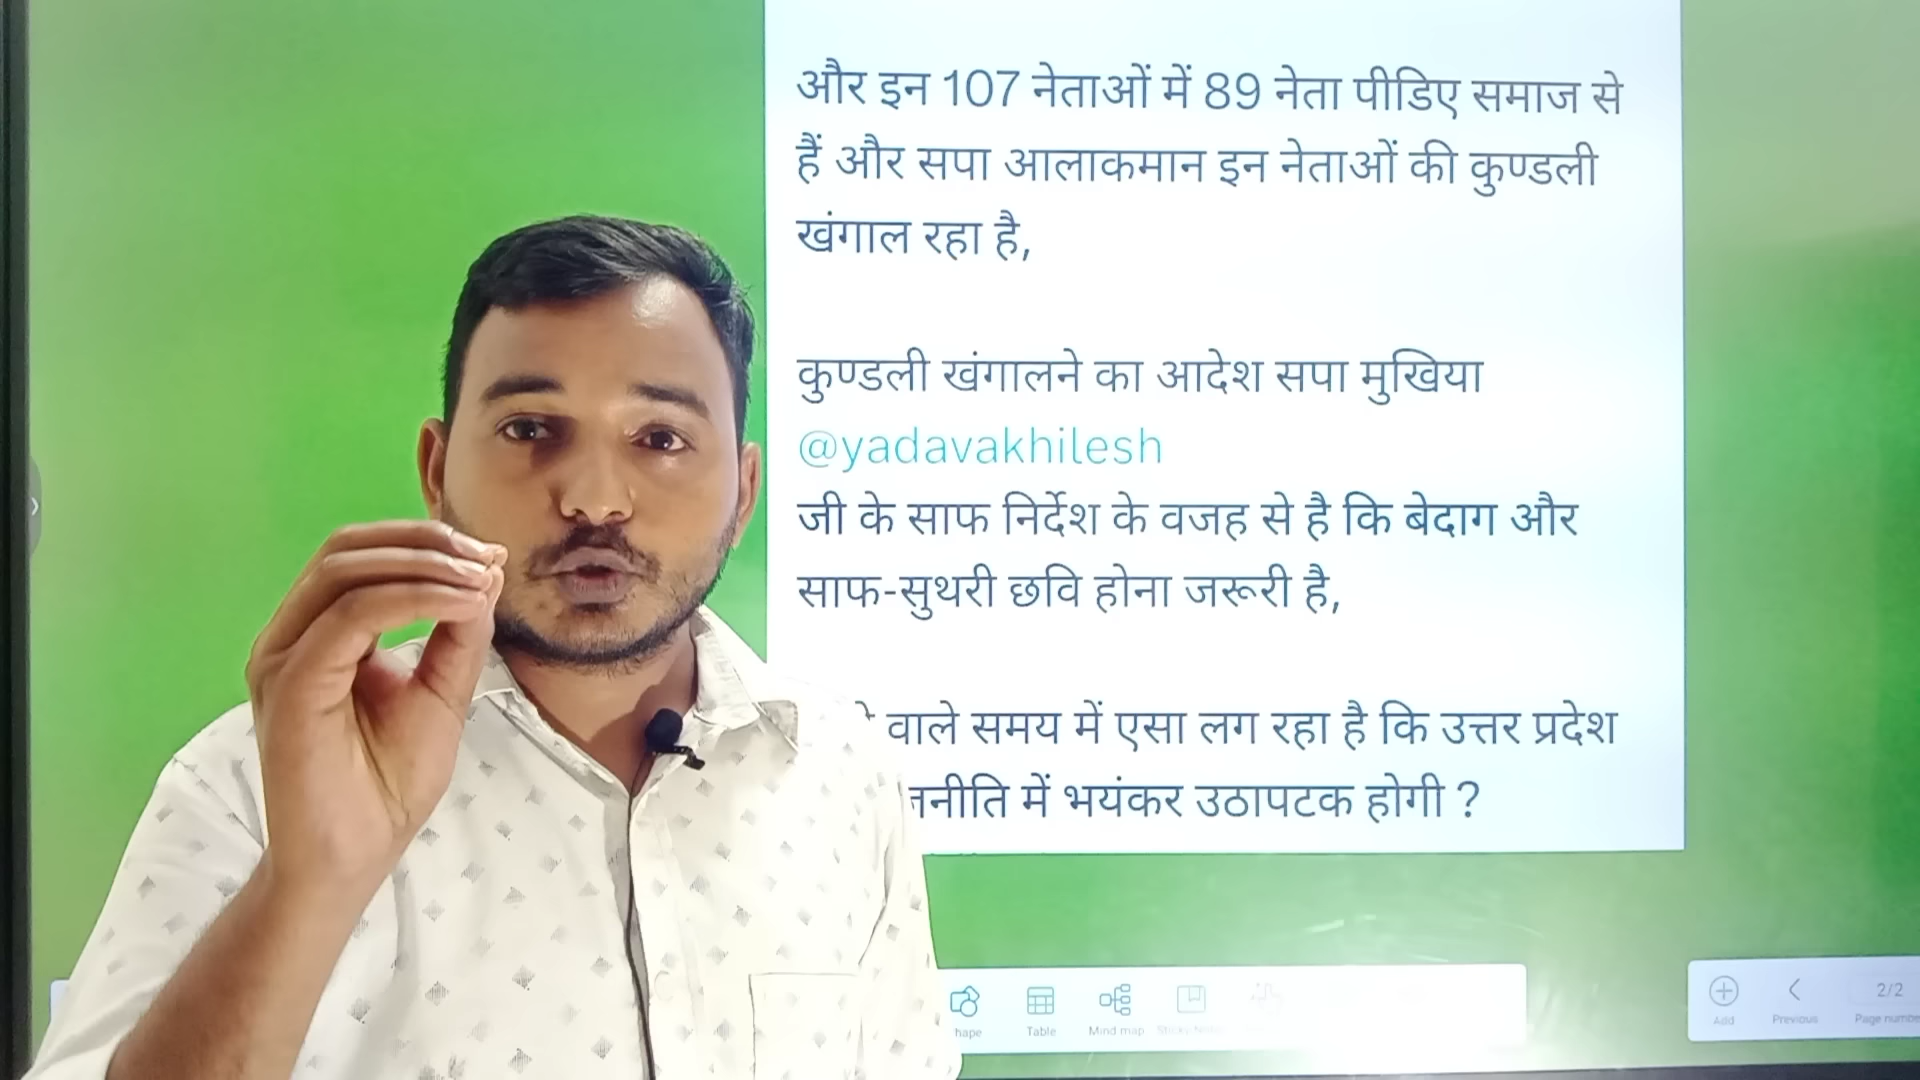 और इन 107 नेताओं में 89 नेता पीडिए समाज से
हैं और सपा आलाकमान इन नेताओं की कुण्डली
खंगाल रहा है,
कुण्डली खंगालने का आदेश सपा मुखिया
@yadavakhilesh
जी के साफ निर्देश के वजह से है कि बेदाग और
साफ-सुथरी छवि होना जरूरी है,
वाले समय में एसा लग रहा है कि उत्तर प्रदेश
में भयंकर उठापटक होगी ?
Table Mind map
2/2
Add Previous Page